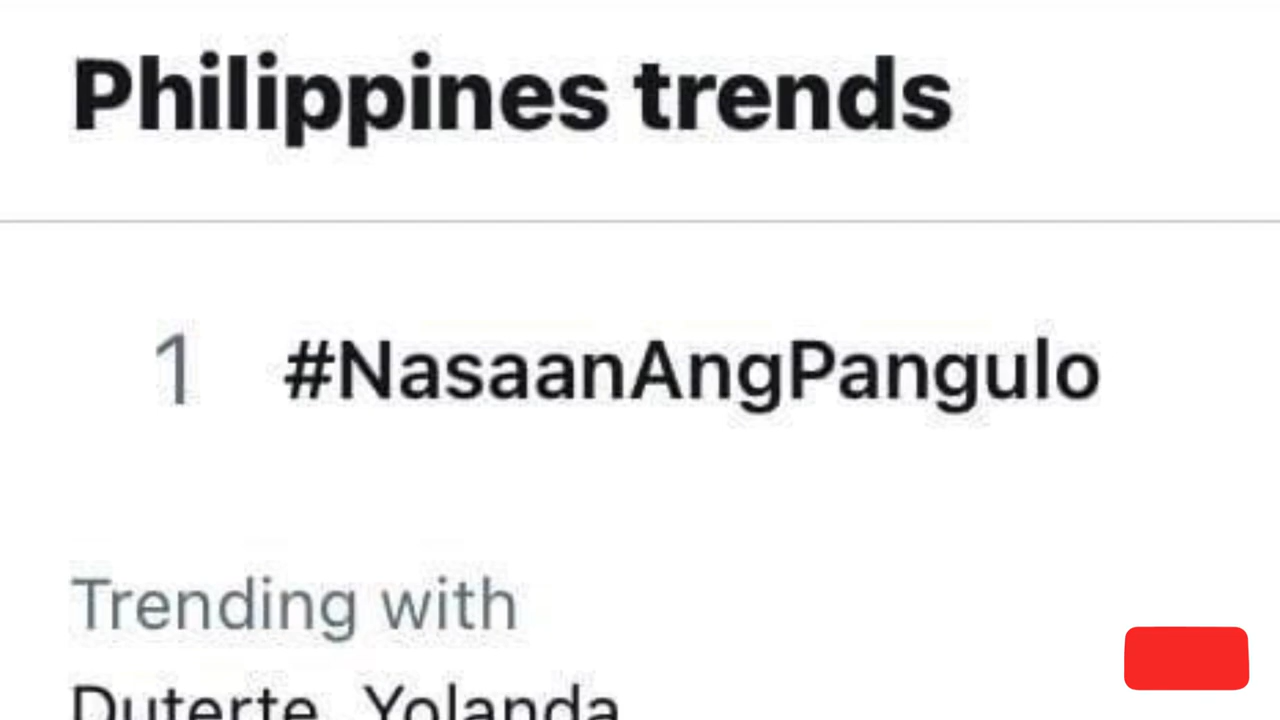 Philippines trends
1 #NasaanAngPangulo
Trending with
Duterte, Yolanda